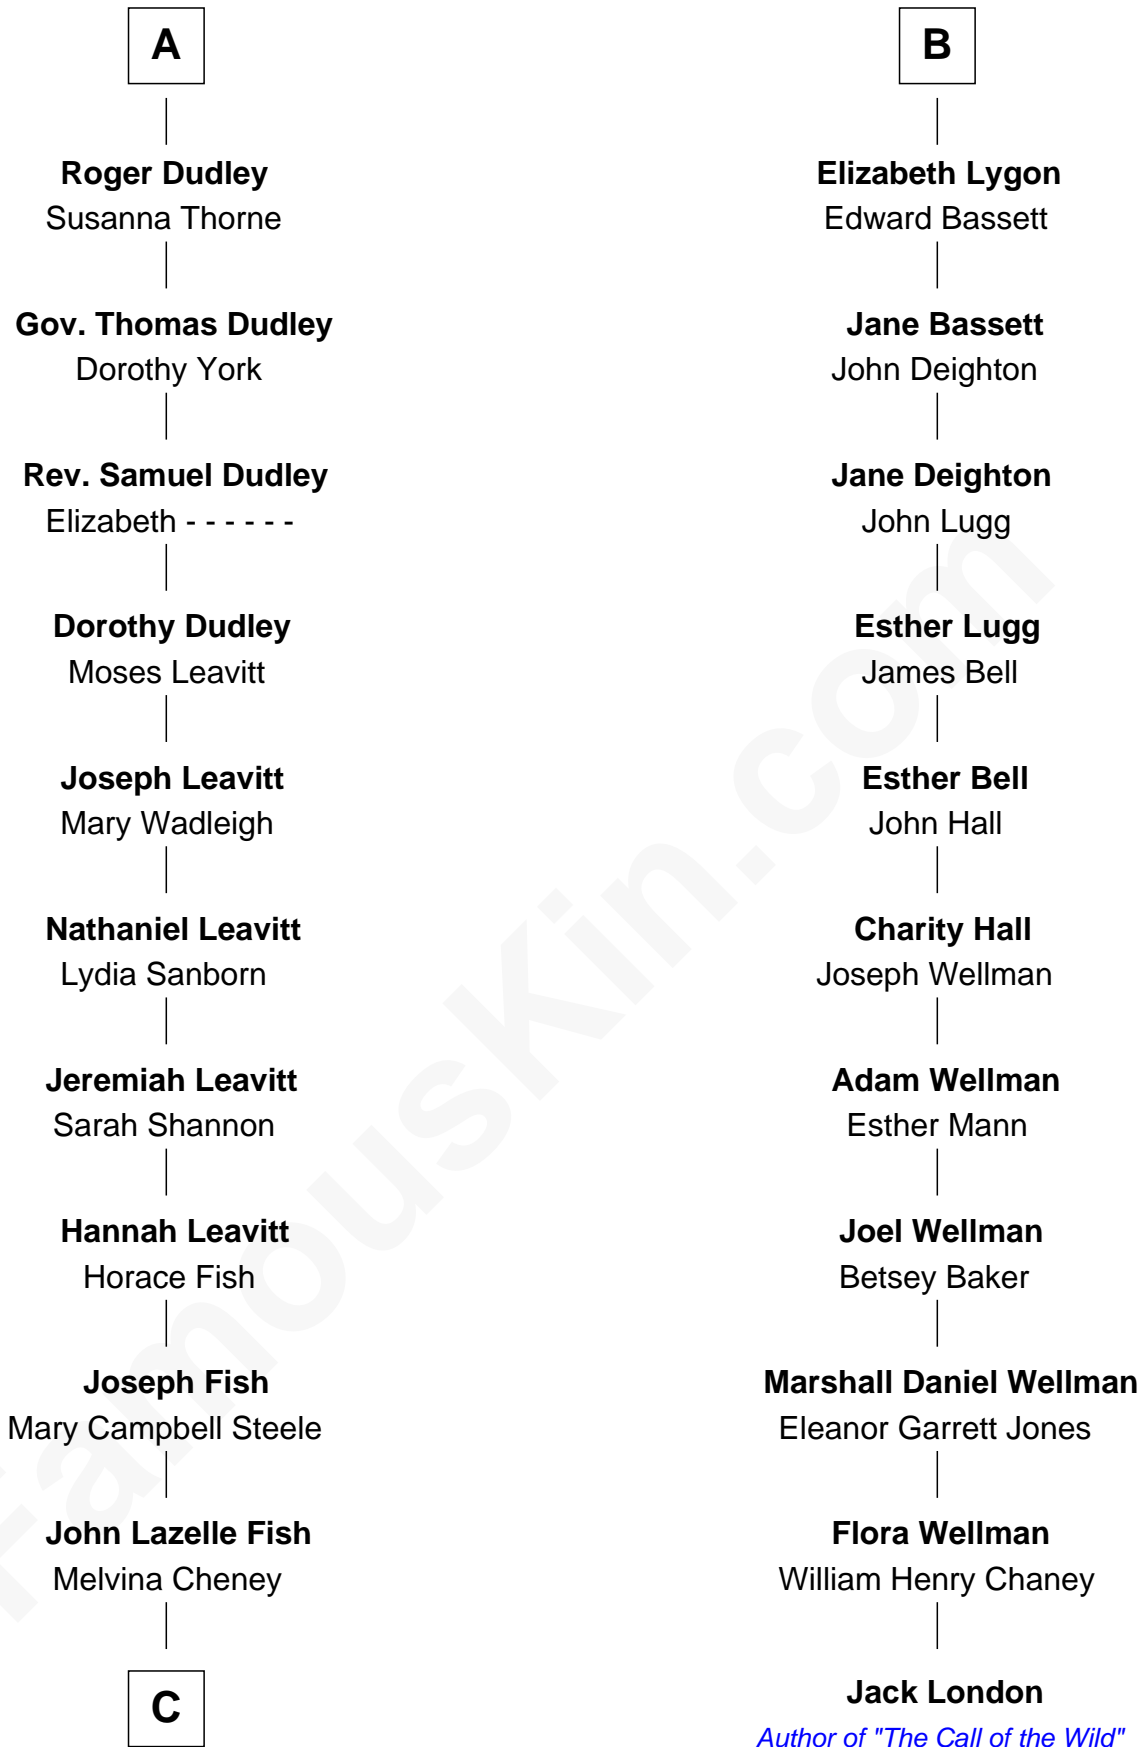 A
Roger Dudley
Susanna Thorne
Gov. Thomas Dudley
Dorothy York
Rev. Samuel Dudley
Elizabeth - - - - - -
Dorothy Dudley
Moses Leavitt
Joseph Leavitt
Mary Wadleigh
Nathaniel Leavitt
Lydia Sanborn
Jeremiah Leavitt
Sarah Shannon
Hannah Leavitt
Horace Fish
Joseph Fish
Mary Campbell Steele
John Lazelle Fish
Melvina Cheney
C
B
Elizabeth Lygon
Edward Bassett
Jane Bassett
John Deighton
Jane Deighton
John Lugg
Esther Lugg
James Bell
Esther Bell
John Hall
Charity Hall
Joseph Wellman
Adam Wellman
Esther Mann
Joel Wellman
Betsey Baker
Marshall Daniel Wellman
Eleanor Garrett Jones
Flora Wellman
William Henry Chaney
Jack London
Author of "The Call of the Wild"
FamousKin.com